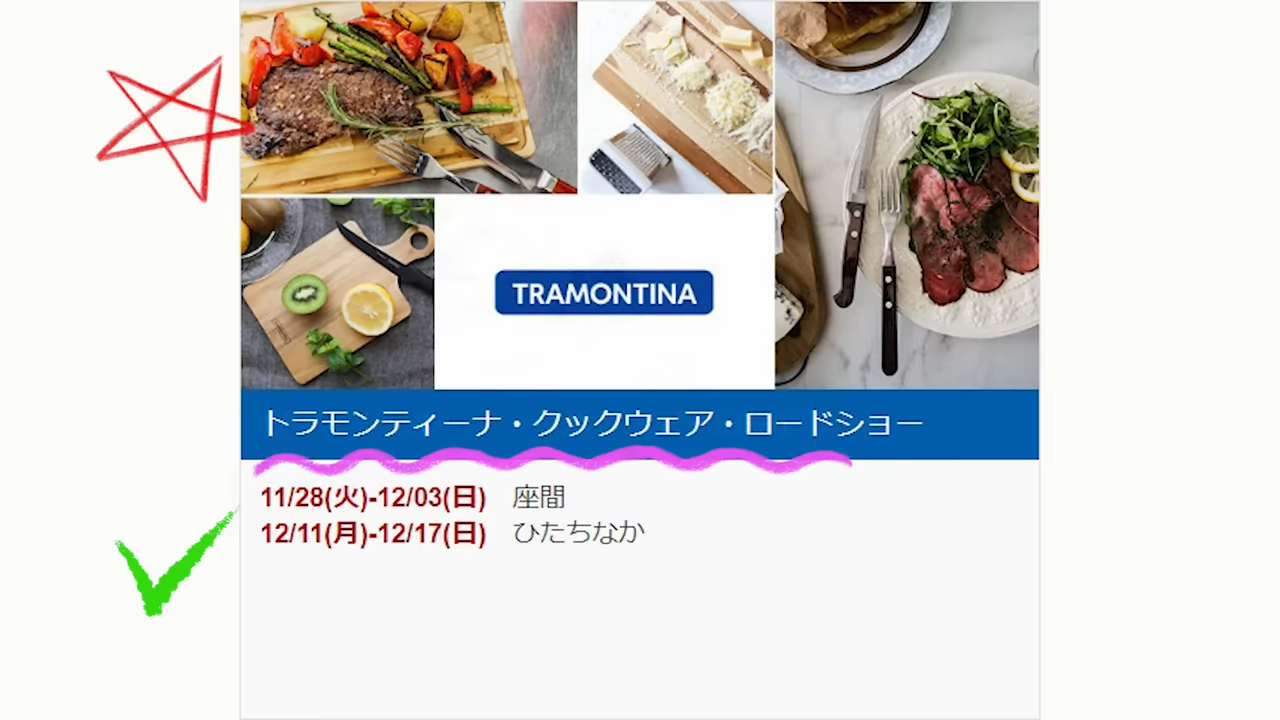 TRAMONTINA
トラモンティーナ・クックウェア・ロードショー
11/28(火)-12/03(日) 座間
12/11(月)-12/17(日) ひたちなか